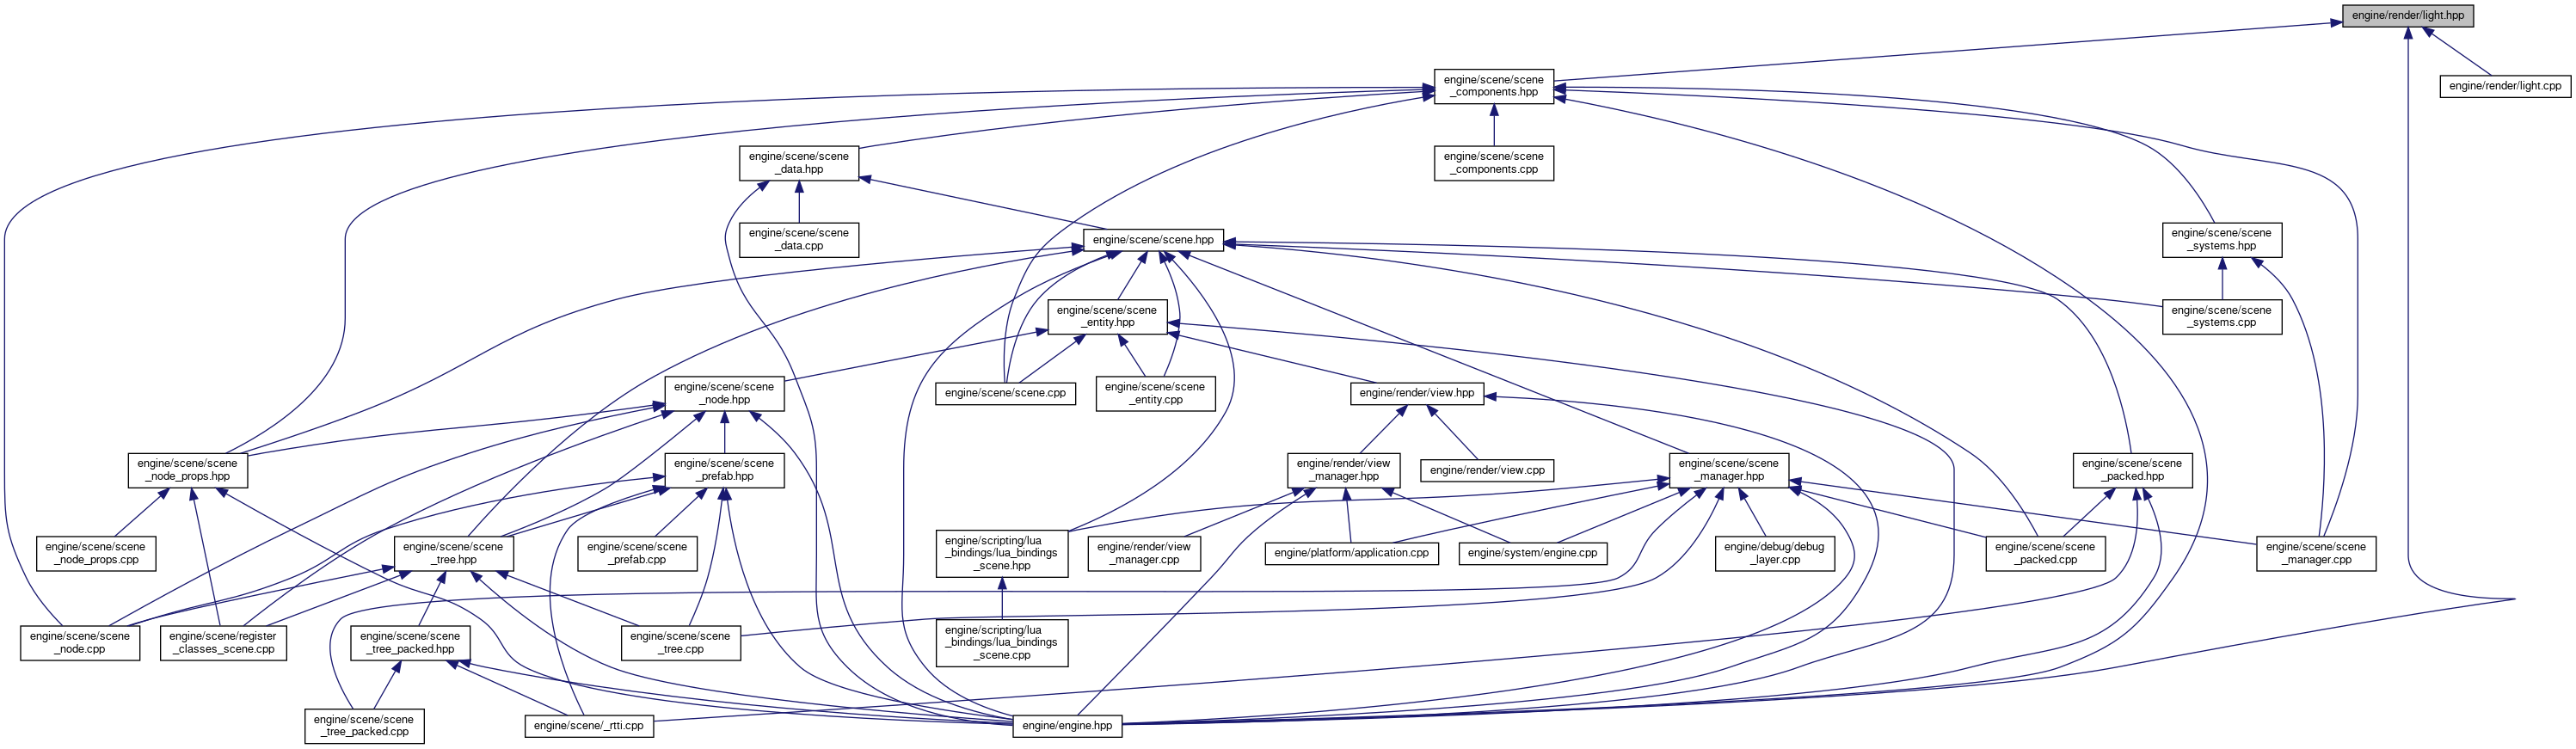 engine/render/light.hpp
engine/scene/scene
_components.hpp
engine/render/light.cpp
engine/scene/scene
_data.hpp
engine/scene/scene
_components.cpp
engine/scene/scene
_data.cpp
engine/scene/scene.hpp
engine/scene/scene
_systems.hpp
engine/scene/scene
_entity.hpp
engine/scene/scene
_systems.cpp
engine/scene/scene
_node.hpp
engine/scene/scene.cpp
engine/scene/scene
_entity.cpp
engine/render/view.hpp
engine/scene/scene
_node_props.hpp
engine/scene/scene
_prefab.hpp
engine/render/view
_manager.hpp
engine/render/view.cpp
engine/scene/scene
_manager.hpp
engine/scene/scene
_packed.hpp
engine/scene/scene
_node_props.cpp
engine/scene/scene
_tree.hpp
engine/scene/scene
_prefab.cpp
engine/scripting/lua
_bindings/lua_bindings
_scene.hpp
engine/render/view
_manager.cpp
engine/platform/application.cpp
engine/system/engine.cpp
engine/debug/debug
_layer.cpp
engine/scene/scene
_packed.cpp
engine/scene/scene
_manager.cpp
engine/scene/scene
_node.cpp
engine/scene/register
_classes_scene.cpp
engine/scene/scene
_tree_packed.hpp
engine/scene/scene
_tree.cpp
engine/scripting/lua
_bindings/lua_bindings
_scene.cpp
engine/scene/scene
_tree_packed.cpp
engine/scene/_rtti.cpp
engine/engine.hpp